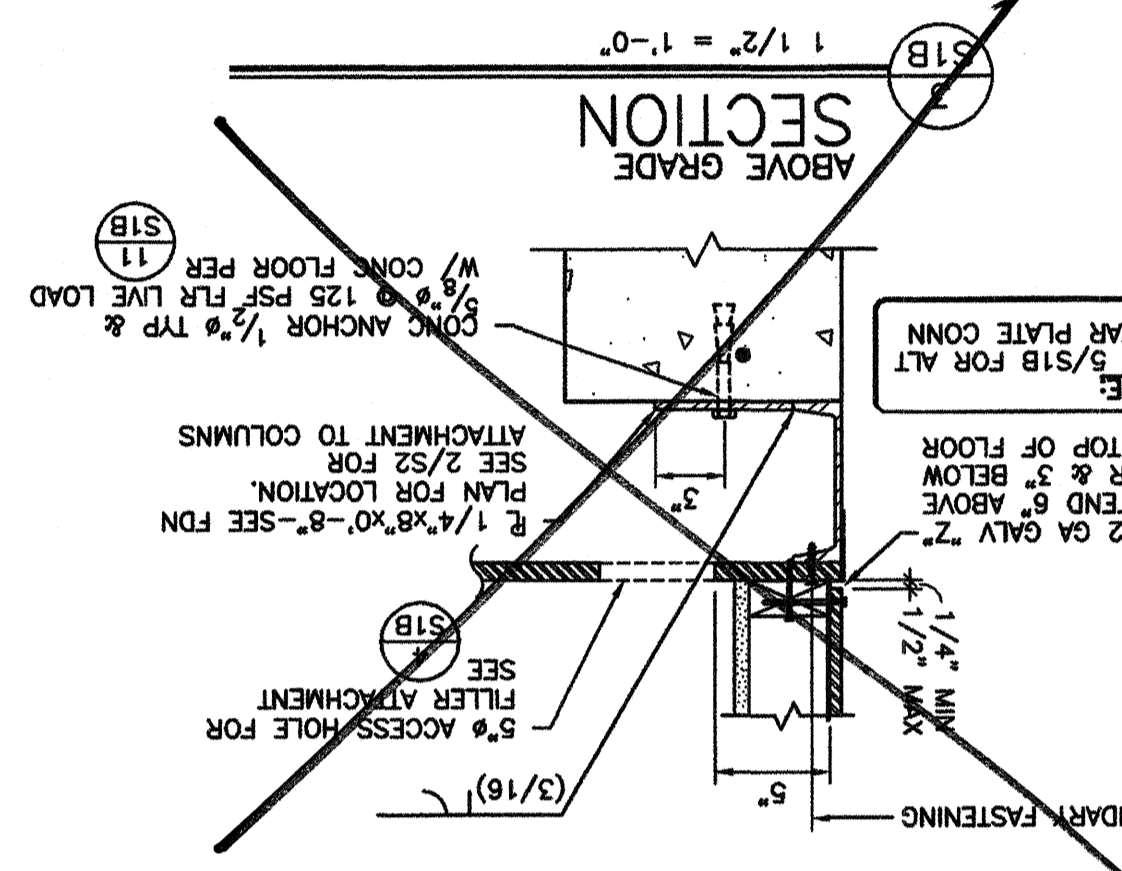 BOUNDARY FASTENING
5"
(3/16)
5"ø ACCESS HOLE FOR
FILLER ATTACHMENT
SEE
S1B
1/4" MIN
1/2" MAX
2 GA GALV "Z"
END 6" ABOVE
R & 3" BELOW
TOP OF FLOOR
PL 1/4"x8"x0'-8"-SEE FDN
PLAN FOR LOCATION.
SEE 2/S2 FOR
ATTACHMENT TO COLUMNS
3"
E:
5/S1B FOR ALT
AR PLATE CONN
CONC ANCHOR 1/2"ø TYP &
5/8"ø @ 125 PSF FLR LIVE LOAD
W/ CONC FLOOR PER
11
S1B
ABOVE GRADE
SECTION
3
S1B
1 1/2" = 1'-0"